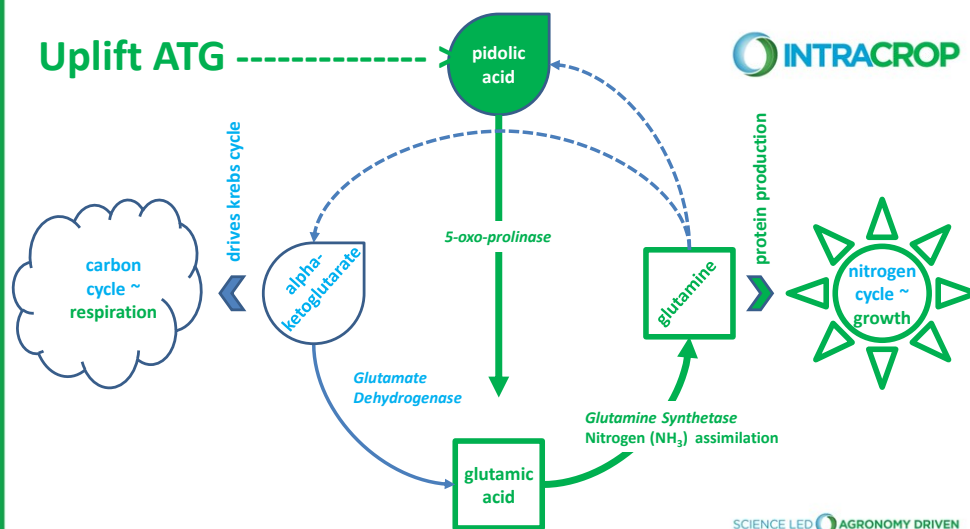 Uplift ATG
pidolic
acid
INTRACROP
drives krebs cycle
protein production
5-oxo-prolinase
carbon
cycle ~
respiration
alpha-
ketoglutarate
glutamine
nitrogen
cycle ~
growth
Glutamate
Dehydrogenase
Glutamine Synthetase
Nitrogen (NH₃) assimilation
glutamic
acid
SCIENCE LED AGRONOMY DRIVEN